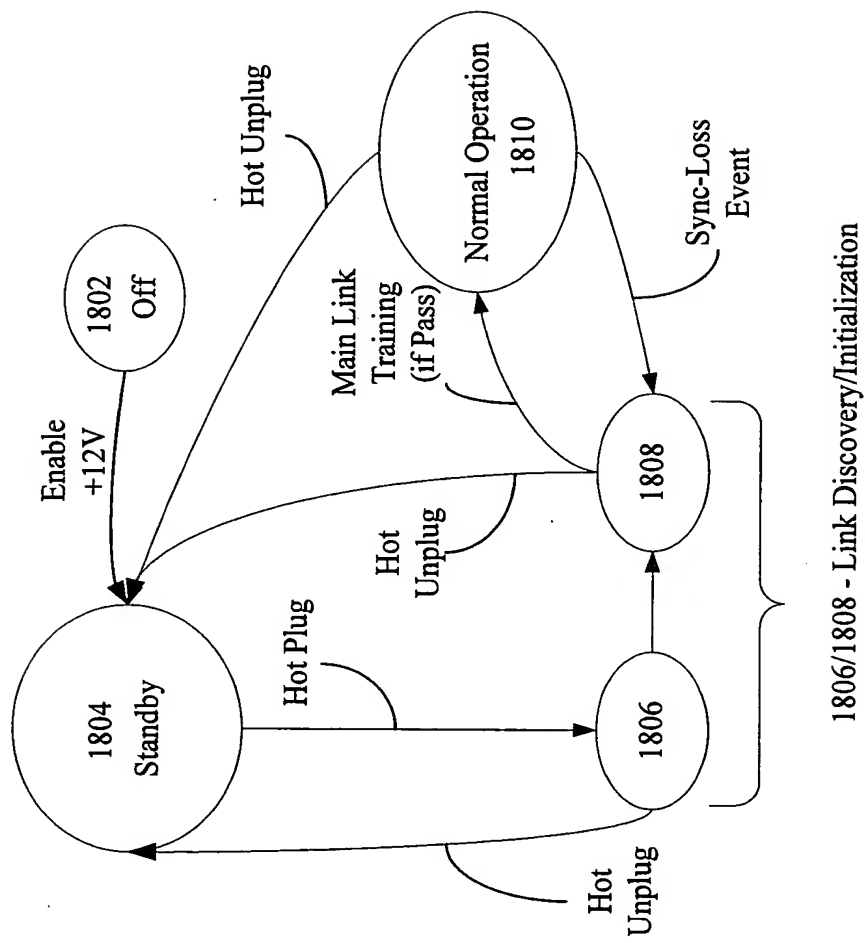 1802
Off
Enable
+12V
1804
Standby
Hot Unplug
Hot Plug
Hot
Unplug
Main Link
Training
(if Pass)
Normal Operation
1810
Hot
Unplug
1806
1808
Sync-Loss
Event
1806/1808 - Link Discovery/Initialization